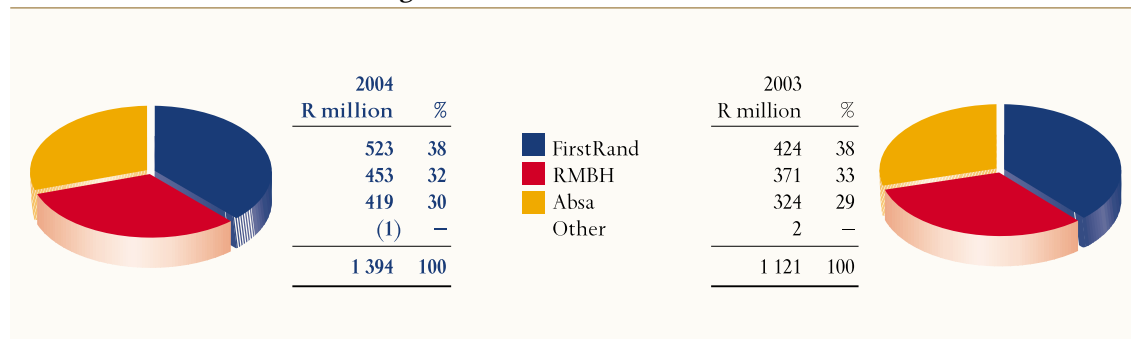 2004 2003
R million % R million %
523 38 FirstRand 424 38
453 32 RMBH 371 33
419 30 Absa 324 29
(1) – Other 2 –
1 394 100 1 121 100